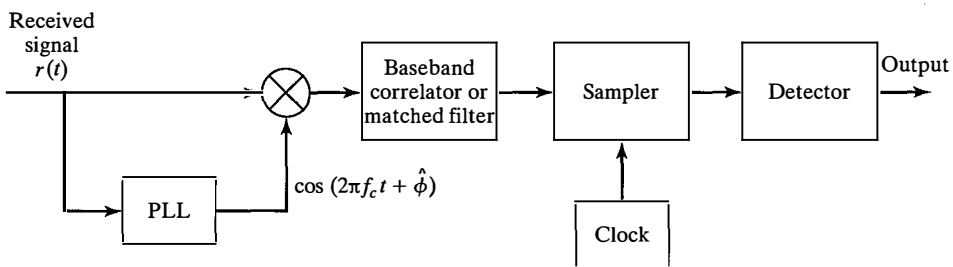 Received
signal
r(t)
Baseband
correlator or
matched filter
Sampler
Detector
Output
PLL
cos (2πf_c t + φ̂)
Clock